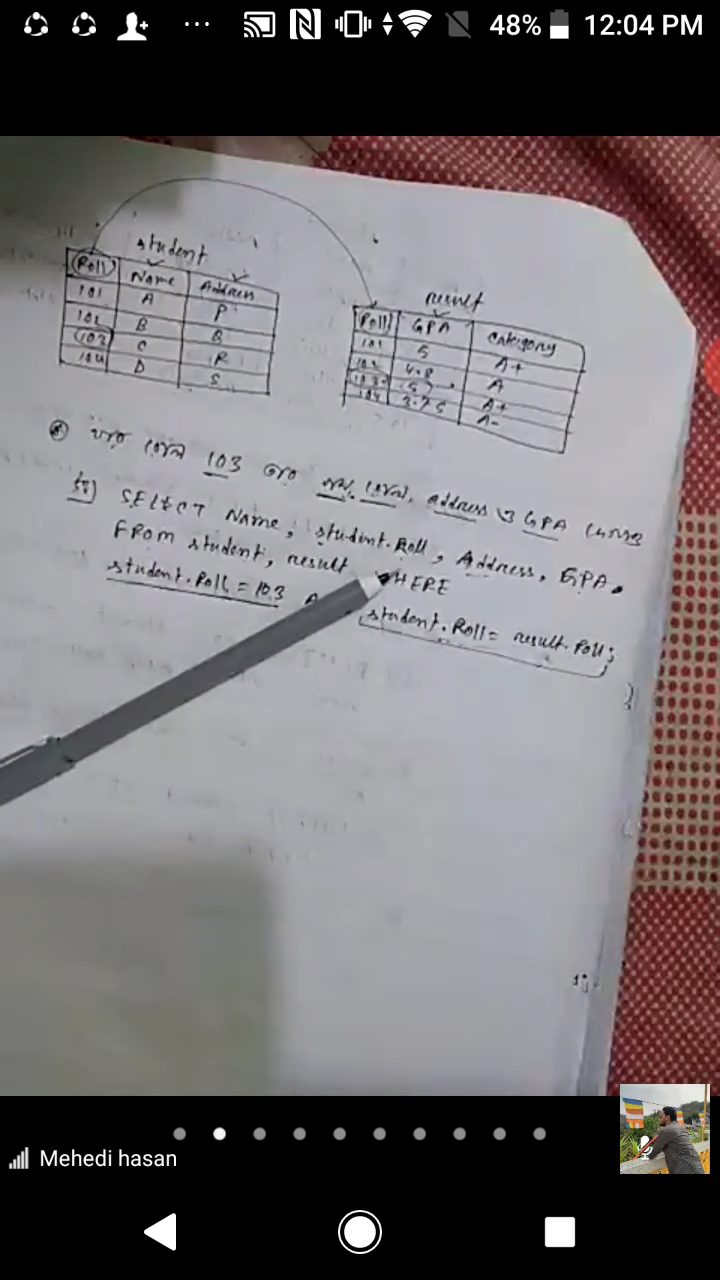 48% 12:04 PM
student
Roll Name Address
101 A P
102 B Q
103 C R
104 D S
result
Roll GPA Category
101 5 A+
102 4.8 A
103 5 A+
104 3.75 A-
যার রোল 103 তার address ও GPA
SELECT Name, student.Roll, Address, GPA.
FROM student, result WHERE
student.Roll = 103
student.Roll = result.Roll;
Mehedi hasan